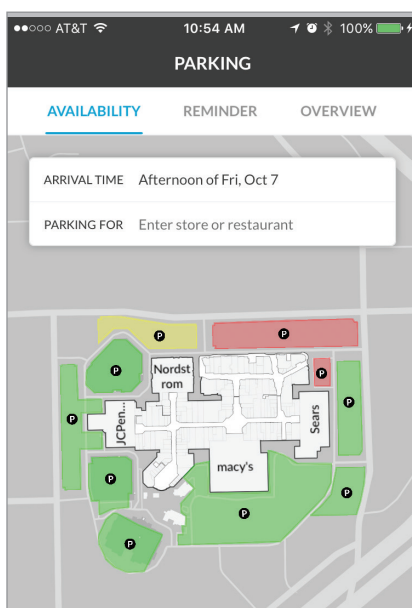 AT&T 10:54 AM 100%
PARKING
AVAILABILITY REMINDER OVERVIEW
ARRIVAL TIME Afternoon of Fri, Oct 7
PARKING FOR Enter store or restaurant
P P
P Nordst P
rom
P JCPen... Sears P
macy's
P
P P
P